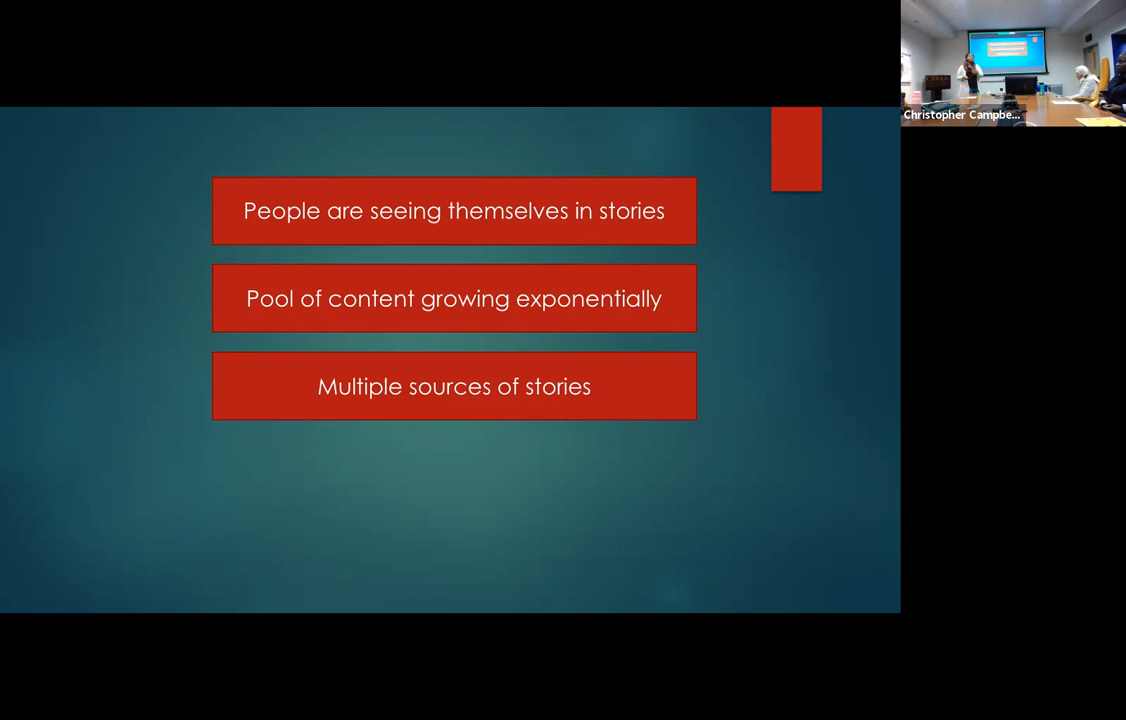 People are seeing themselves in stories
Pool of content growing exponentially
Multiple sources of stories
Christopher Campbe...